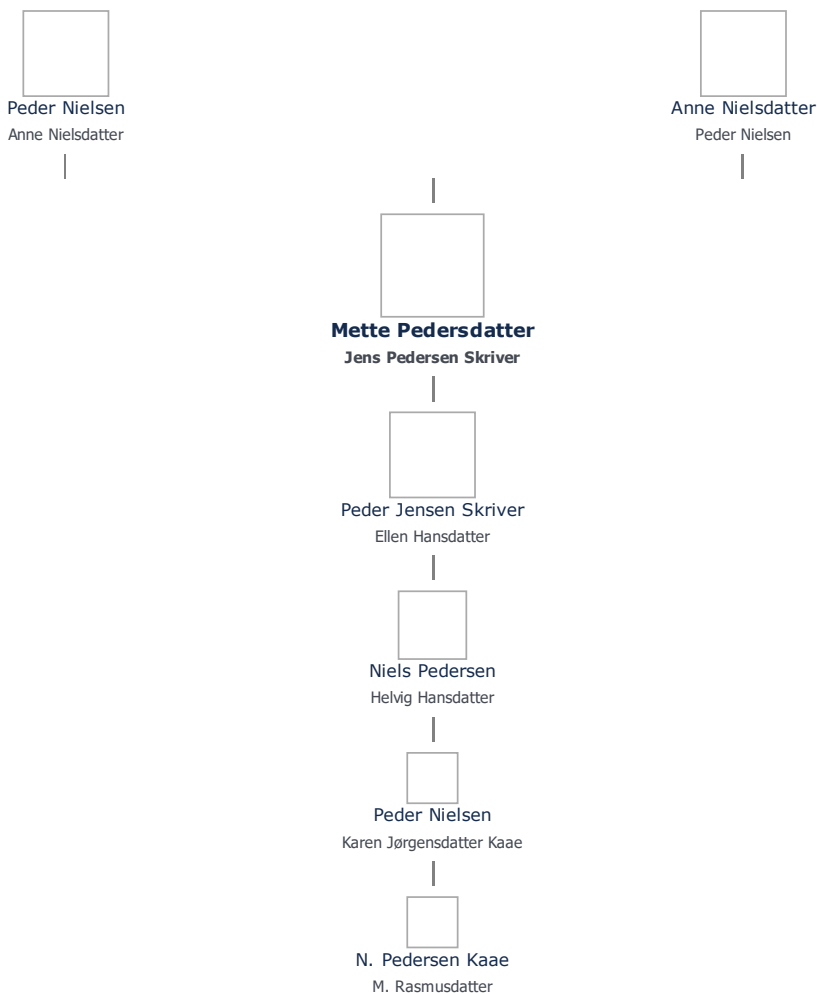 Peder Nielsen
Anne Nielsdatter
Anne Nielsdatter
Peder Nielsen
Mette Pedersdatter
Jens Pedersen Skriver
Peder Jensen Skriver
Ellen Hansdatter
Niels Pedersen
Helvig Hansdatter
Peder Nielsen
Karen Jørgensdatter Kaae
N. Pedersen Kaae
M. Rasmusdatter